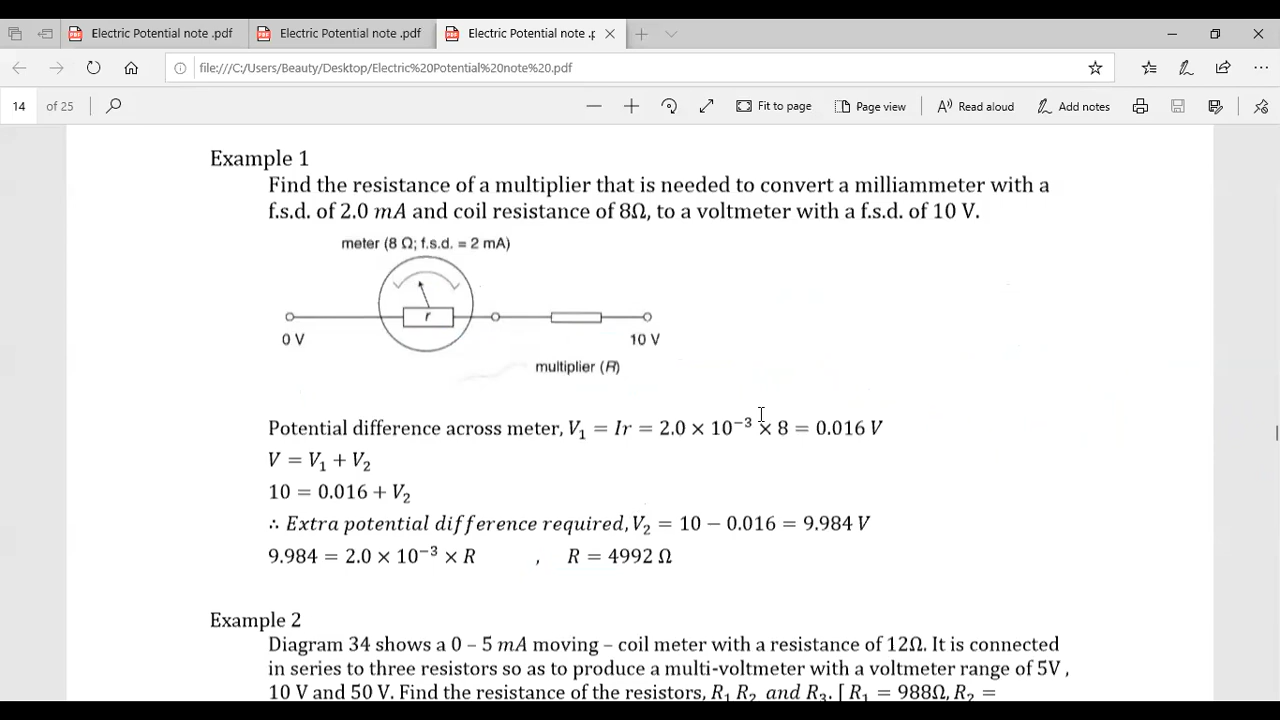 Electric Potential note .pdf
Electric Potential note .pdf
Electric Potential note .p
file:///C:/Users/Beauty/Desktop/Electric%20Potential%20note%20.pdf
14 of 25
Fit to page
Page view
Read aloud
Add notes
Example 1
Find the resistance of a multiplier that is needed to convert a milliammeter with a
f.s.d. of 2.0 mA and coil resistance of 8Ω, to a voltmeter with a f.s.d. of 10 V.
meter (8 Ω; f.s.d. = 2 mA)
r
0 V
10 V
multiplier (R)
Potential difference across meter, V₁ = Ir = 2.0 × 10⁻³ × 8 = 0.016 V
V = V₁ + V₂
10 = 0.016 + V₂
∴ Extra potential difference required, V₂ = 10 − 0.016 = 9.984 V
9.984 = 2.0 × 10⁻³ × R , R = 4992 Ω
Example 2
Diagram 34 shows a 0 – 5 mA moving – coil meter with a resistance of 12Ω. It is connected
in series to three resistors so as to produce a multi-voltmeter with a voltmeter range of 5V ,
10 V and 50 V. Find the resistance of the resistors, R₁ R₂ and R₃. [ R₁ = 988Ω, R₂ =